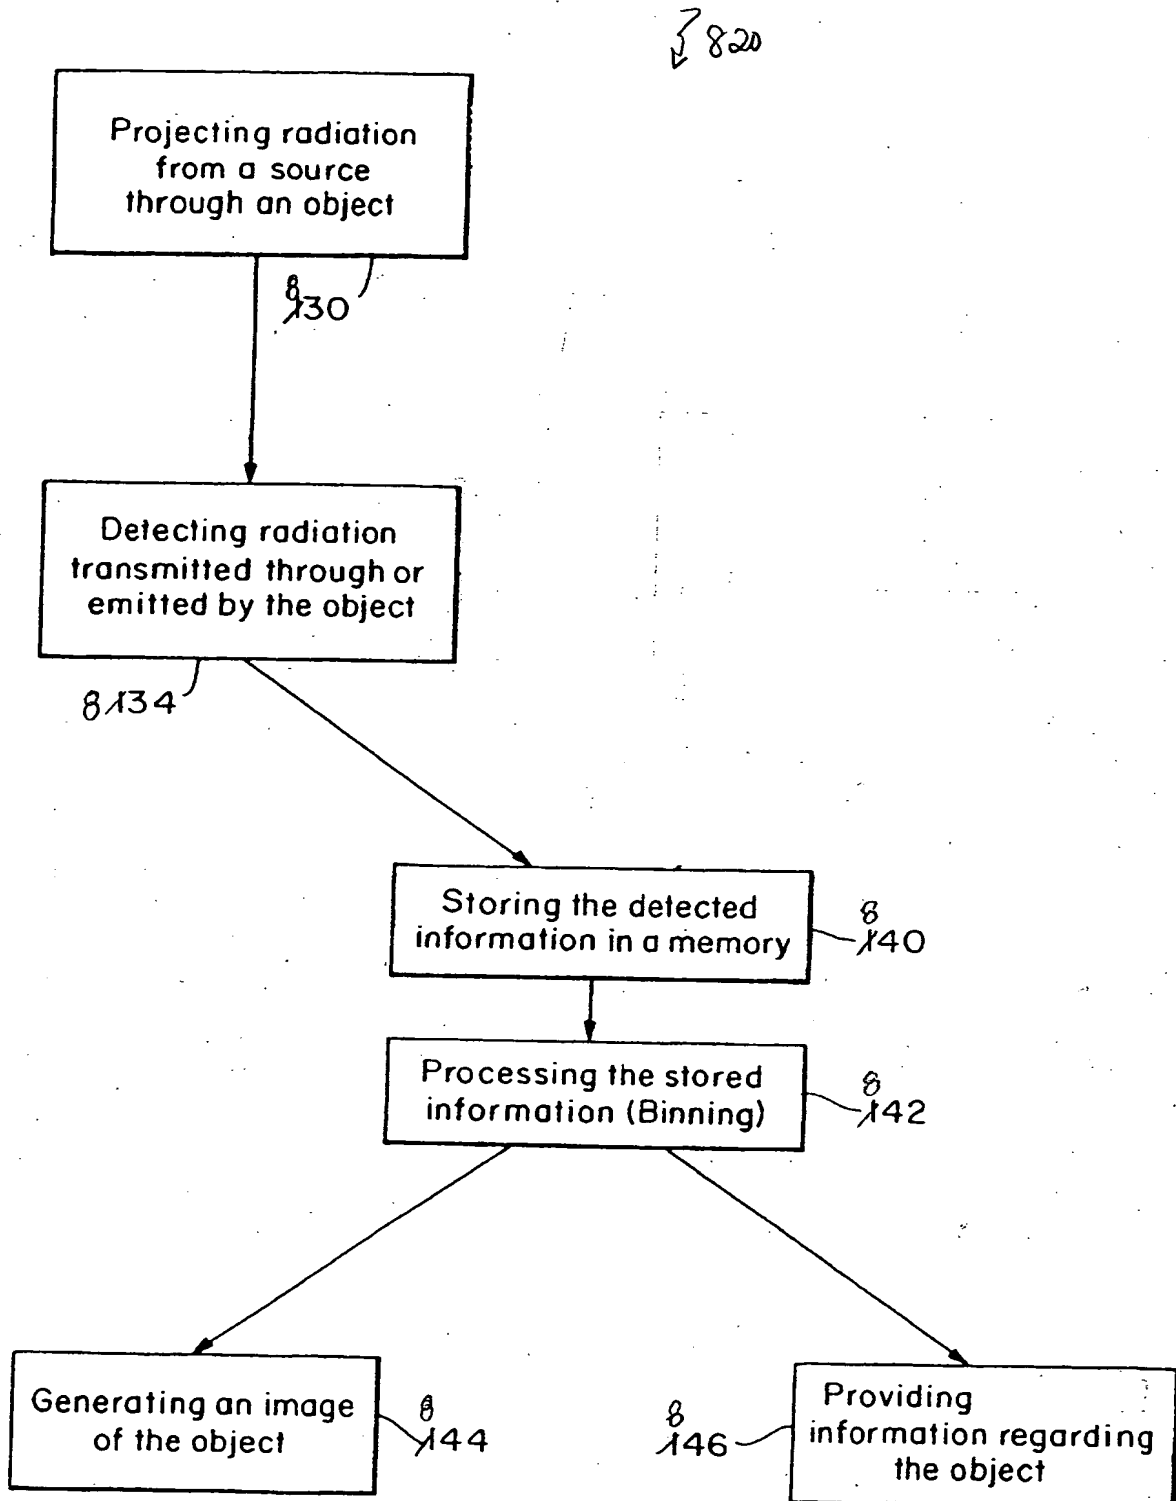 820
Projecting radiation
from a source
through an object
830
Detecting radiation
transmitted through or
emitted by the object
834
Storing the detected
information in a memory
840
Processing the stored
information (Binning)
842
Generating an image
of the object
844
846
Providing
information regarding
the object